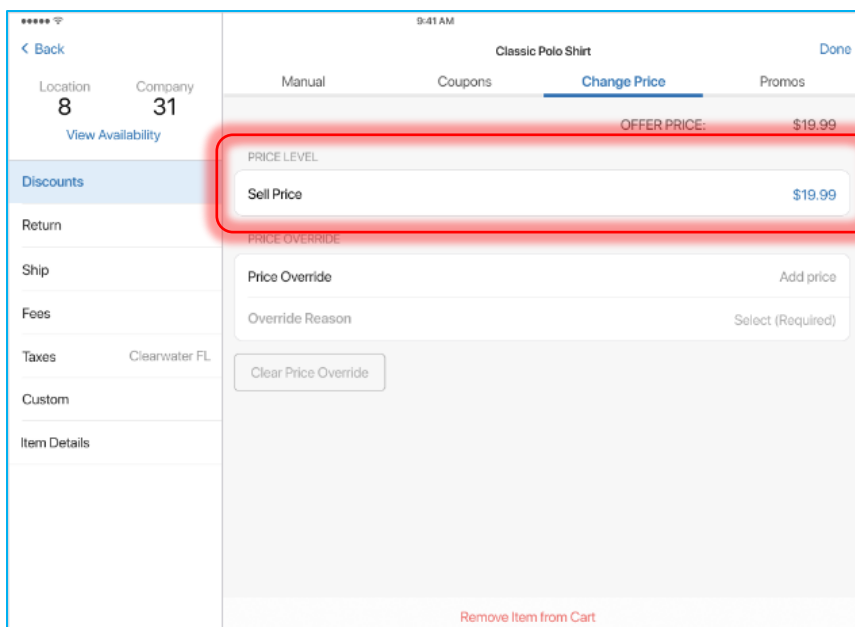 9:41 AM
Back
Classic Polo Shirt
Done
Location
Company
8
31
View Availability
Manual
Coupons
Change Price
Promos
OFFER PRICE: $19.99
PRICE LEVEL
Discounts
Sell Price $19.99
Return
PRICE OVERRIDE
Ship
Price Override Add price
Fees
Override Reason Select (Required)
Taxes Clearwater FL
Clear Price Override
Custom
Item Details
Remove Item from Cart